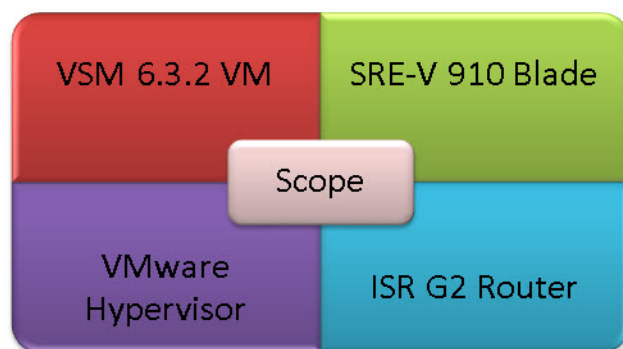 VSM 6.3.2 VM
SRE-V 910 Blade
Scope
VMware
Hypervisor
ISR G2 Router